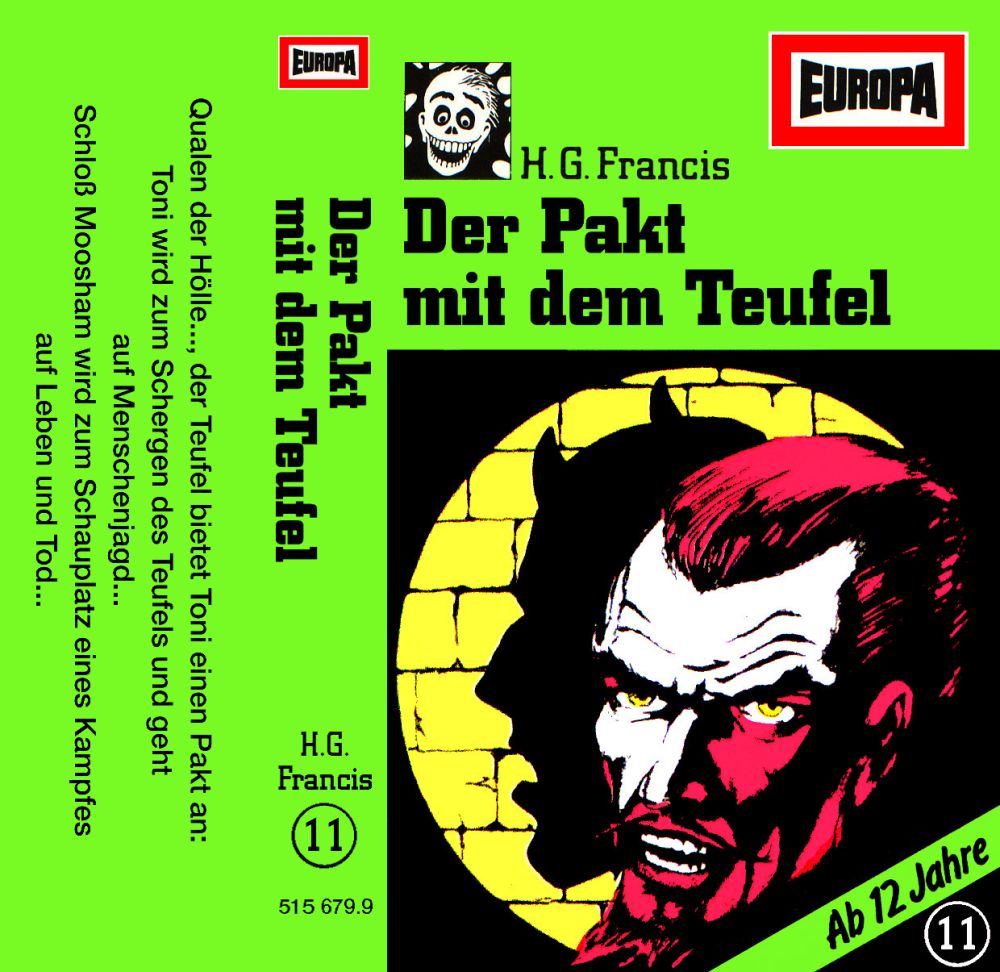 Qualen der Hölle..., der Teufel bietet Toni einen Pakt an:
Toni wird zum Schergen des Teufels und geht
auf Menschenjagd...
Schloß Moosham wird zum Schauplatz eines Kampfes
auf Leben und Tod...
EUROPA
Der Pakt
mit dem Teufel
H.G.
Francis
11
515 679.9
EUROPA
H.G. Francis
Der Pakt
mit dem Teufel
Ab 12 Jahre
11